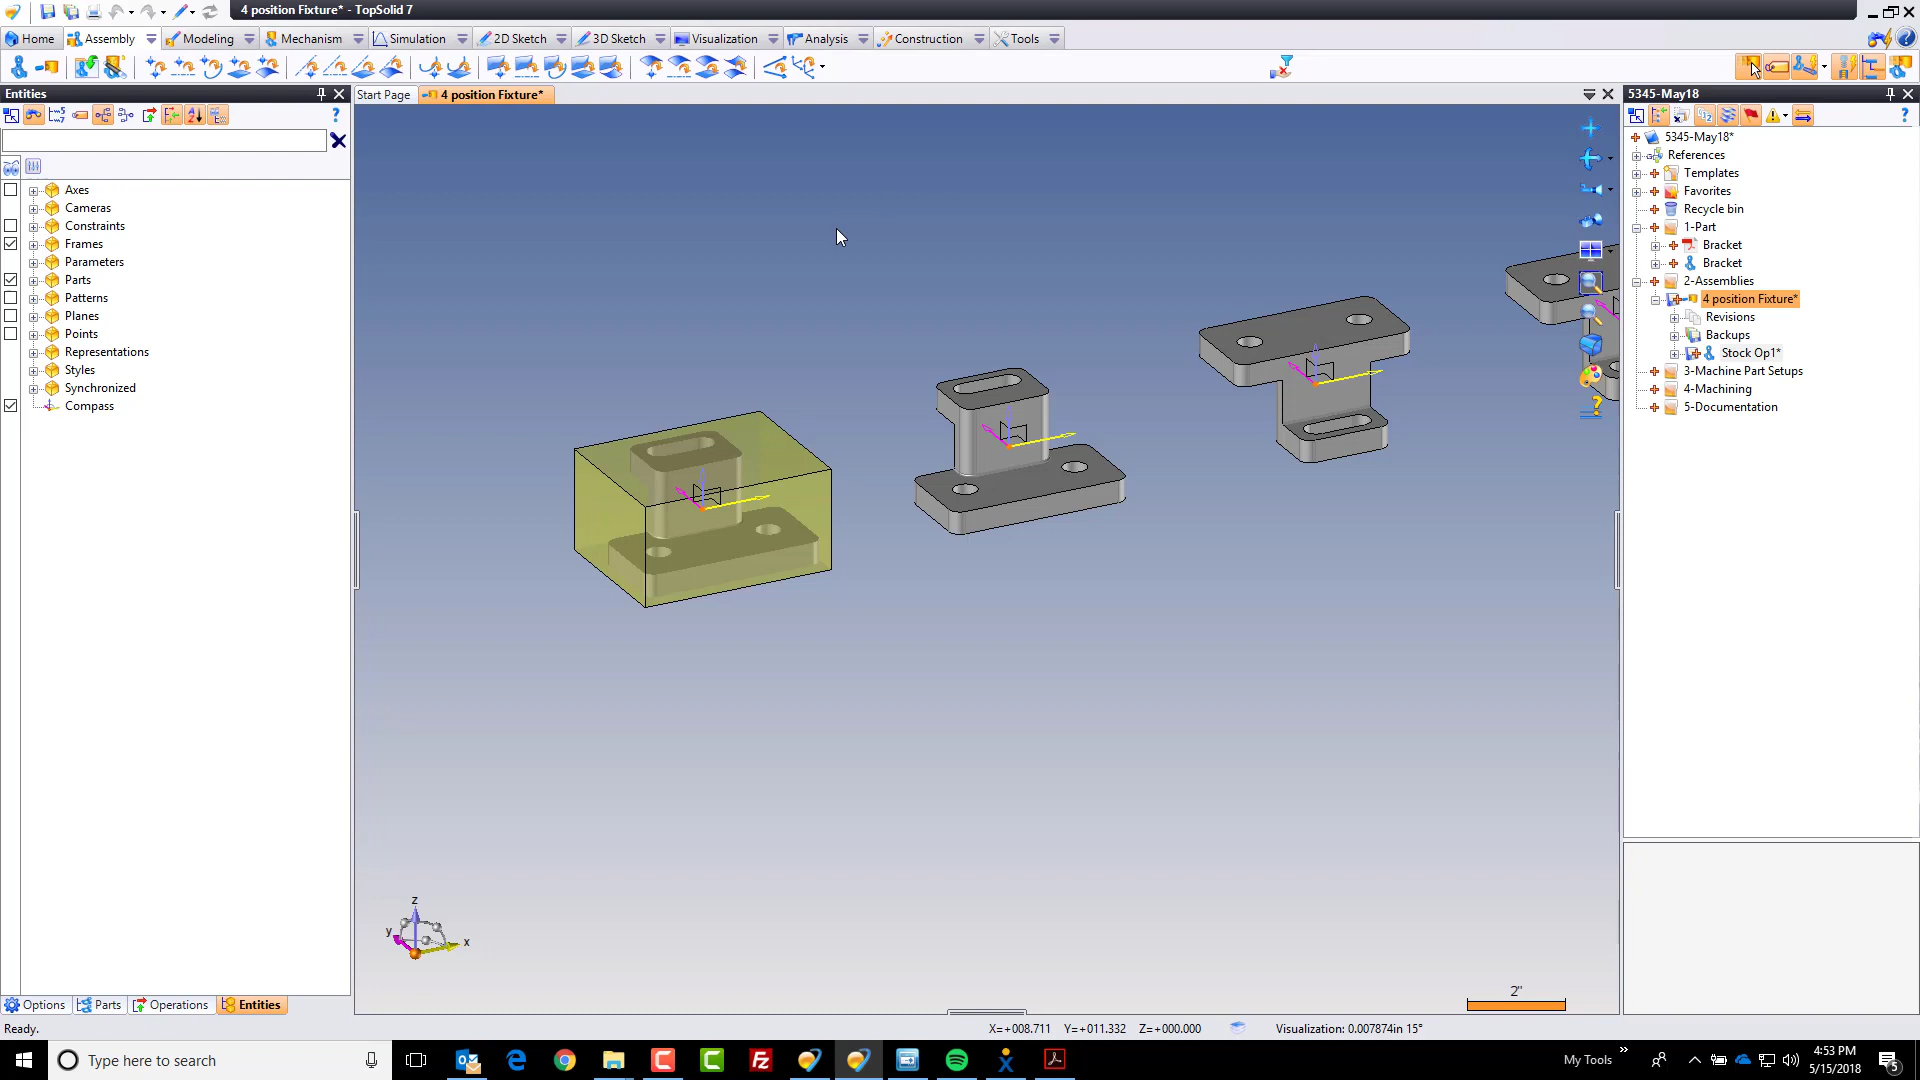 4 position Fixture* - TopSolid 7
Home
Assembly
Modeling
Mechanism
Simulation
2D Sketch
3D Sketch
Visualization
Analysis
Construction
Tools
Entities
Start Page
4 position Fixture*
5345-May18
Axes
Cameras
Constraints
Frames
Parameters
Parts
Patterns
Planes
Points
Representations
Styles
Synchronized
Compass
5345-May18*
References
Templates
Favorites
Recycle bin
1-Part
Bracket
Bracket
2-Assemblies
4 position Fixture*
Revisions
Backups
Stock Op1*
3-Machine Part Setups
4-Machining
5-Documentation
z
y
x
2"
Options
Parts
Operations
Entities
Ready.
X=+008.711 Y=+011.332 Z=+000.000
Visualization: 0.007874in 15°
Type here to search
My Tools
4:53 PM
5/15/2018
5